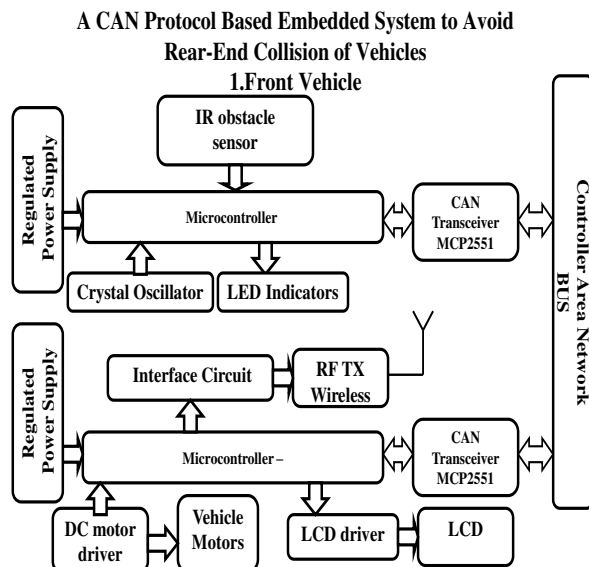 A CAN Protocol Based Embedded System to Avoid
Rear-End Collision of Vehicles
1.Front Vehicle
IR obstacle
sensor
Regulated
Power Supply
Microcontroller
CAN
Transceiver
MCP2551
Controller Area Network
BUS
Crystal Oscillator
LED Indicators
Regulated
Power Supply
Interface Circuit
RF TX
Wireless
Microcontroller –
CAN
Transceiver
MCP2551
DC motor
driver
Vehicle
Motors
LCD driver
LCD